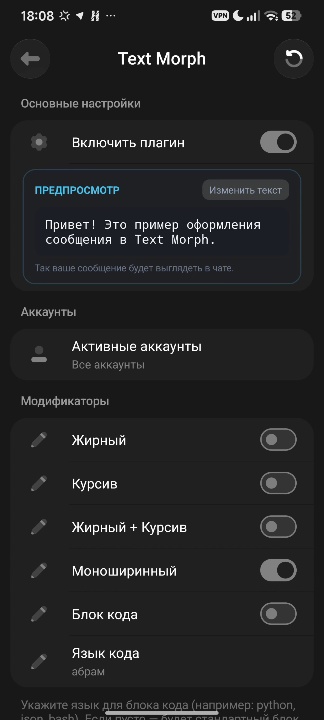 18:08 VPN 52
Text Morph
Основные настройки
Включить плагин
ПРЕДПРОСМОТР Изменить текст
Привет! Это пример оформления
сообщения в Text Morph.
Так ваше сообщение будет выглядеть в чате.
Аккаунты
Активные аккаунты
Все аккаунты
Модификаторы
Жирный
Курсив
Жирный + Курсив
Моноширинный
Блок кода
Язык кода
абрам
Укажите язык для блока кода (например: python,
json, bash). Если пусто — будет стандартный блок